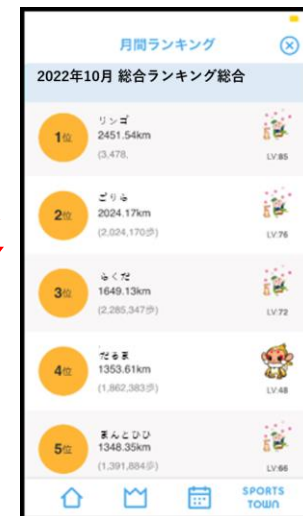 月間ランキング
2022年10月 総合ランキング総合
1位
リンゴ
2451.54km
(3,478,
LV:85
2位
ごりら
2024.17km
(2,024,170歩)
LV:76
3位
らくだ
1649.13km
(2,285,347歩)
LV:72
4位
だるま
1353.61km
(1,862,383歩)
LV:48
5位
まんとひひ
1348.35km
(1,391,884歩)
LV:66
SPORTS
TOWN